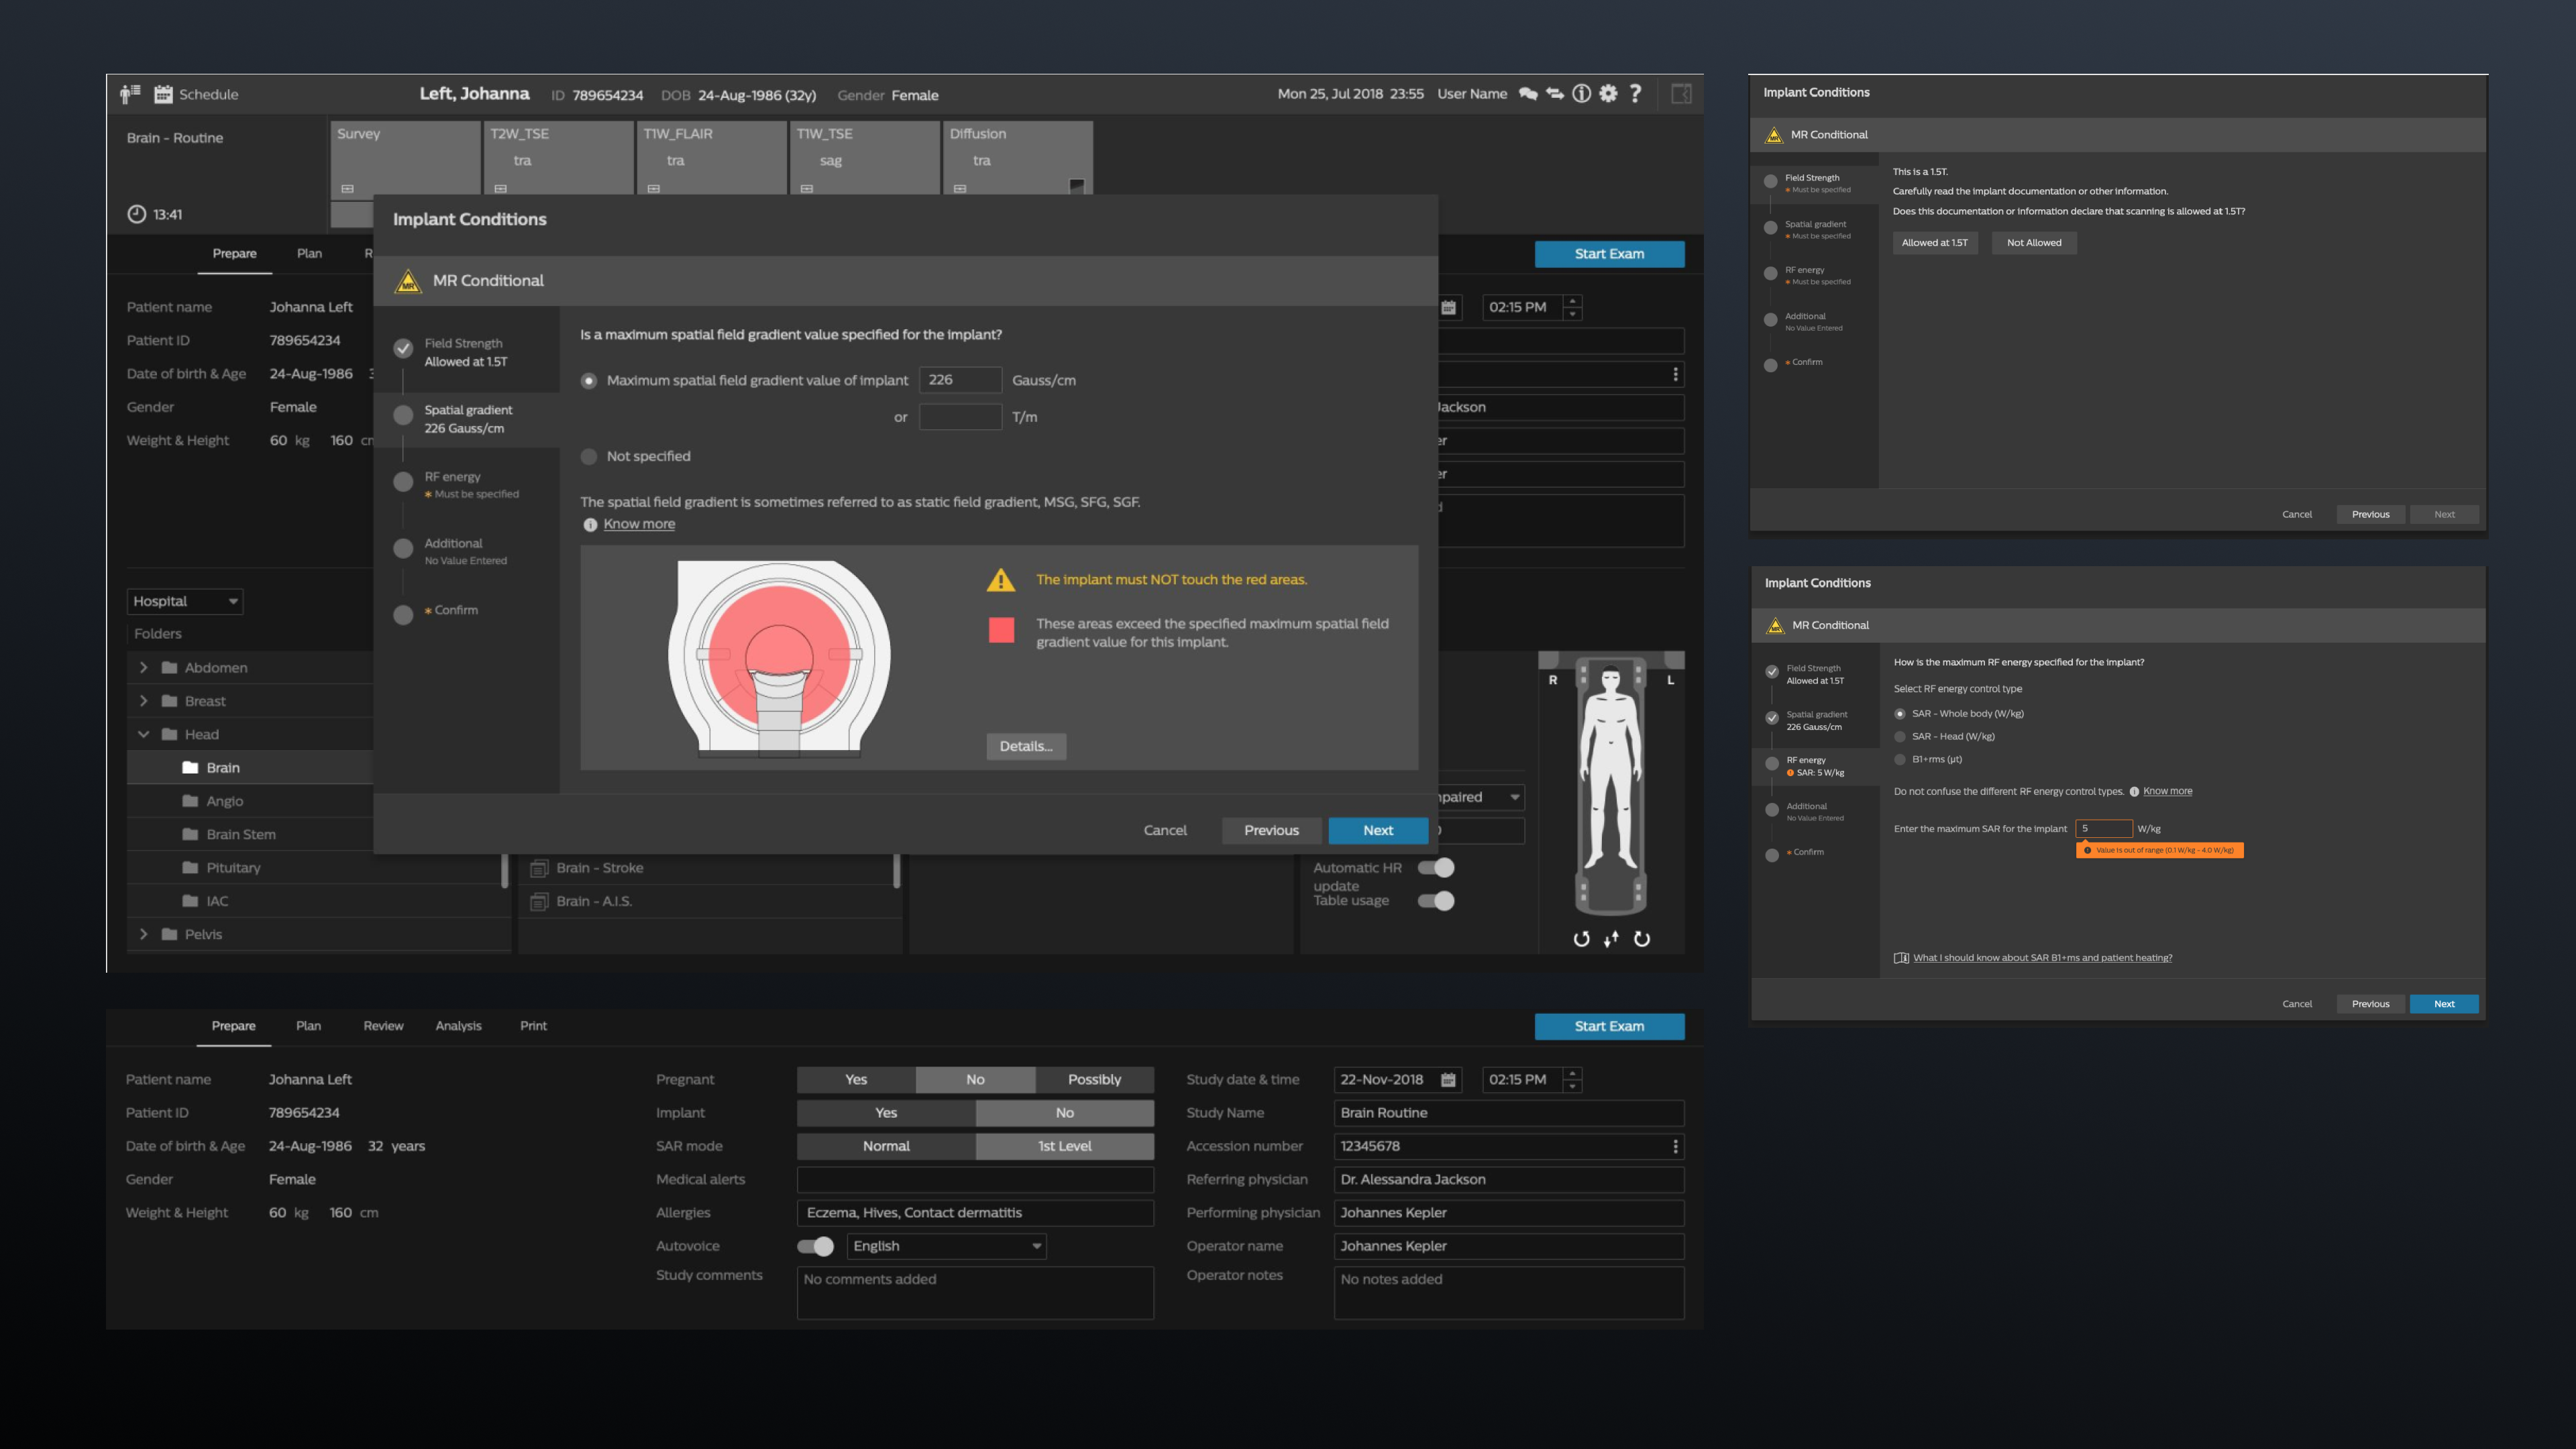 Schedule
Left, Johanna ID 789654234 DOB 24-Aug-1986 (32y) Gender Female
Mon 25, Jul 2018 23:55 User Name
Brain - Routine
13:41
Survey
T2W_TSE
tra
T1W_FLAIR
tra
T1W_TSE
sag
Diffusion
tra
Prepare Plan R
Start Exam
Patient name Johanna Left
Patient ID 789654234
Date of birth & Age 24-Aug-1986 3
Gender Female
Weight & Height 60 kg 160 cm
Hospital
Folders
Abdomen
Breast
Head
Brain
Angio
Brain Stem
Pituitary
IAC
Pelvis
Implant Conditions
MR Conditional
Field Strength
Allowed at 1.5T
Spatial gradient
226 Gauss/cm
RF energy
* Must be specified
Additional
No Value Entered
* Confirm
Is a maximum spatial field gradient value specified for the implant?
Maximum spatial field gradient value of implant 226 Gauss/cm
or T/m
Not specified
The spatial field gradient is sometimes referred to as static field gradient, MSG, SFG, SGF.
Know more
The implant must NOT touch the red areas.
These areas exceed the specified maximum spatial field
gradient value for this implant.
Details...
Cancel Previous Next
02:15 PM
Jackson
er
er
d
R L
npaired
Brain - Stroke
Brain - A.I.S.
Automatic HR
update
Table usage
Prepare Plan Review Analysis Print
Start Exam
Patient name Johanna Left
Patient ID 789654234
Date of birth & Age 24-Aug-1986 32 years
Gender Female
Weight & Height 60 kg 160 cm
Pregnant Yes No Possibly
Implant Yes No
SAR mode Normal 1st Level
Medical alerts
Allergies Eczema, Hives, Contact dermatitis
Autovoice English
Study comments No comments added
Study date & time 22-Nov-2018 02:15 PM
Study Name Brain Routine
Accession number 12345678
Referring physician Dr. Alessandra Jackson
Performing physician Johannes Kepler
Operator name Johannes Kepler
Operator notes No notes added
Implant Conditions
MR Conditional
Field Strength
* Must be specified
Spatial gradient
* Must be specified
RF energy
* Must be specified
Additional
No Value Entered
* Confirm
This is a 1.5T.
Carefully read the implant documentation or other information.
Does this documentation or information declare that scanning is allowed at 1.5T?
Allowed at 1.5T Not Allowed
Cancel Previous Next
Implant Conditions
MR Conditional
Field Strength
Allowed at 1.5T
Spatial gradient
226 Gauss/cm
RF energy
SAR: 5 W/kg
Additional
No Value Entered
* Confirm
How is the maximum RF energy specified for the implant?
Select RF energy control type
SAR - Whole body (W/kg)
SAR - Head (W/kg)
B1+rms (µt)
Do not confuse the different RF energy control types. Know more
Enter the maximum SAR for the implant 5 W/kg
Value is out of range (0.1 W/kg - 4.0 W/kg)
What I should know about SAR B1+ms and patient heating?
Cancel Previous Next